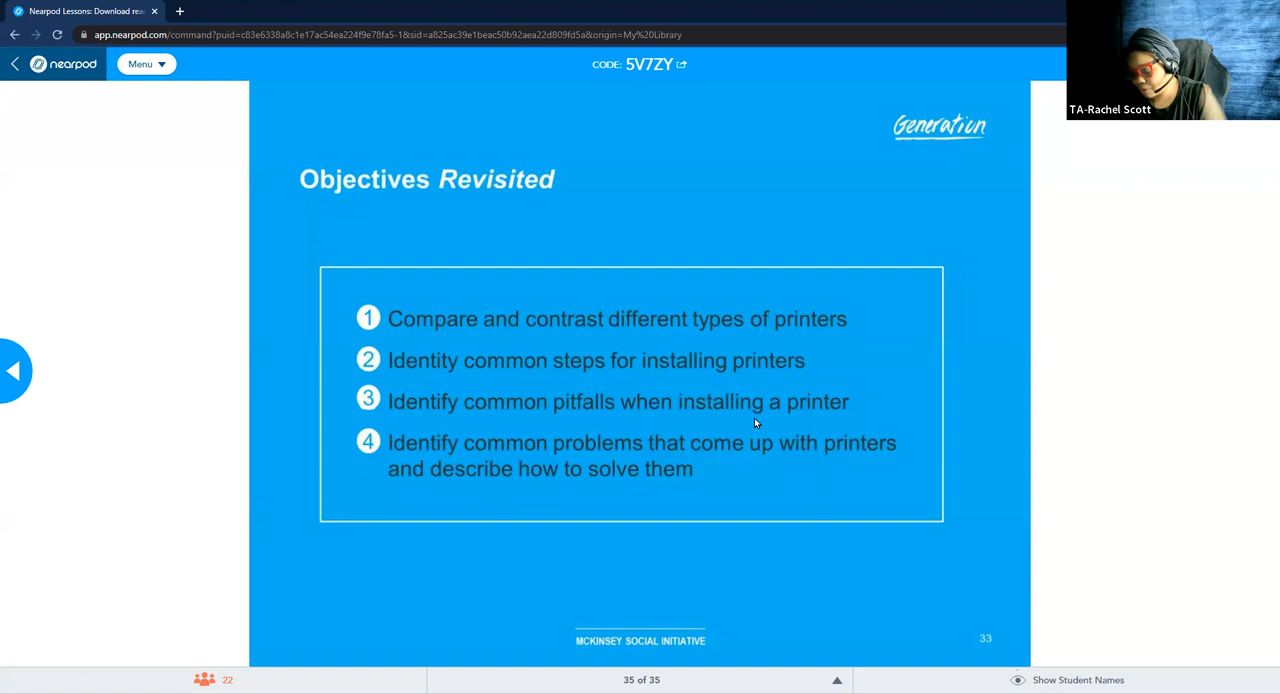 Nearpod Lessons: Download rea
app.nearpod.com/command?puid=c83e6338a8c1e17ac54ea224f9e78fa5-1&sid=a825ac39e1beac50b92aea22d809fd5a&origin=My%20Library
nearpod
Menu
CODE: 5V7ZY
TA-Rachel Scott
Generation
Objectives Revisited
1 Compare and contrast different types of printers
2 Identity common steps for installing printers
3 Identify common pitfalls when installing a printer
4 Identify common problems that come up with printers
and describe how to solve them
MCKINSEY SOCIAL INITIATIVE
33
22
35 of 35
Show Student Names